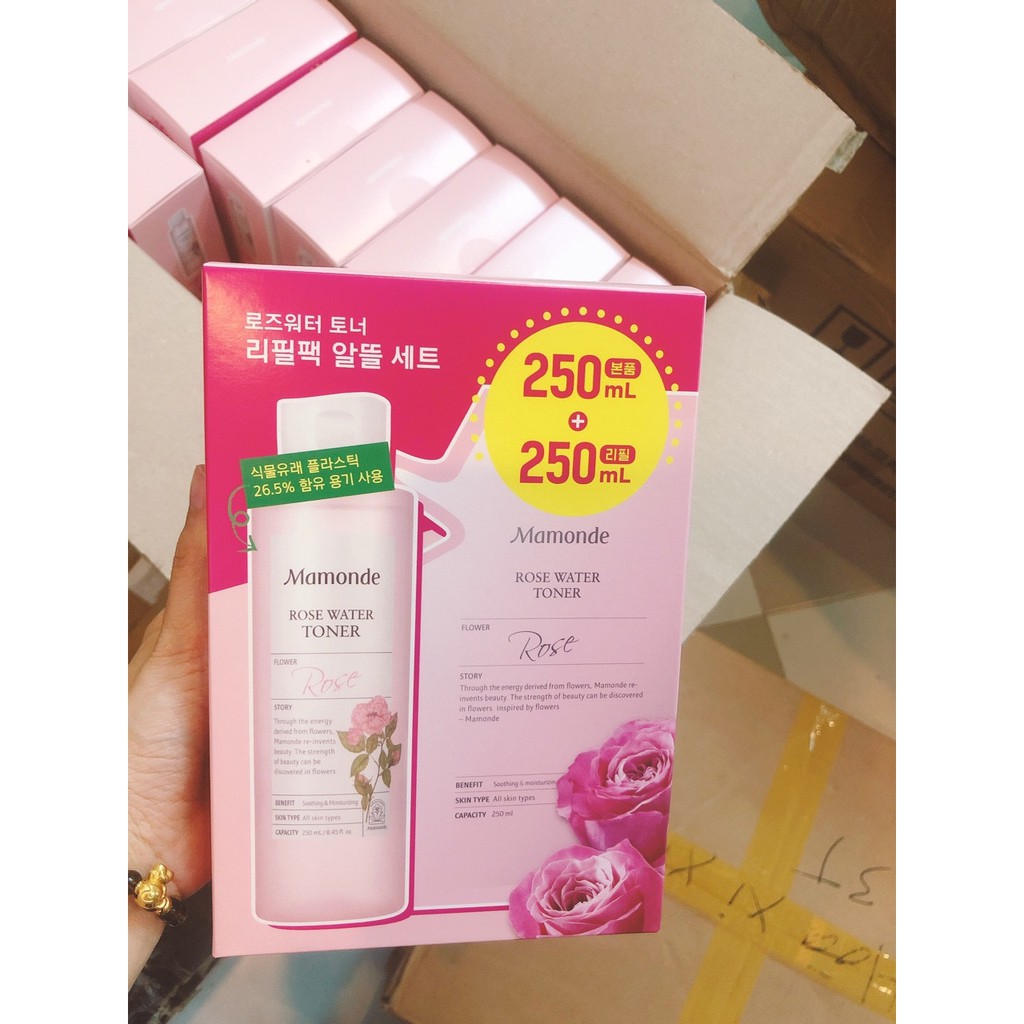 로즈워터 토너
리필팩 알뜰 세트
250mL 본품
+
250mL 리필
식물유래 플라스틱
26.5% 함유 용기 사용
Mamonde
ROSE WATER
TONER
FLOWER
Rose
STORY
Through the energy
derived from flowers,
Mamonde re-invents
beauty. The strength
of beauty can be
discovered in flowers
BENEFIT Soothing & Moisturizing
SKIN TYPE All skin types
CAPACITY 250 mL / 8.45 fl. oz
Mamonde
Mamonde
ROSE WATER
TONER
FLOWER
Rose
STORY
Through the energy derived from flowers, Mamonde re-
invents beauty. The strength of beauty can be discovered
in flowers inspired by flowers
– Mamonde
BENEFIT Soothing & moisturizing
SKIN TYPE All skin types
CAPACITY 250 ml